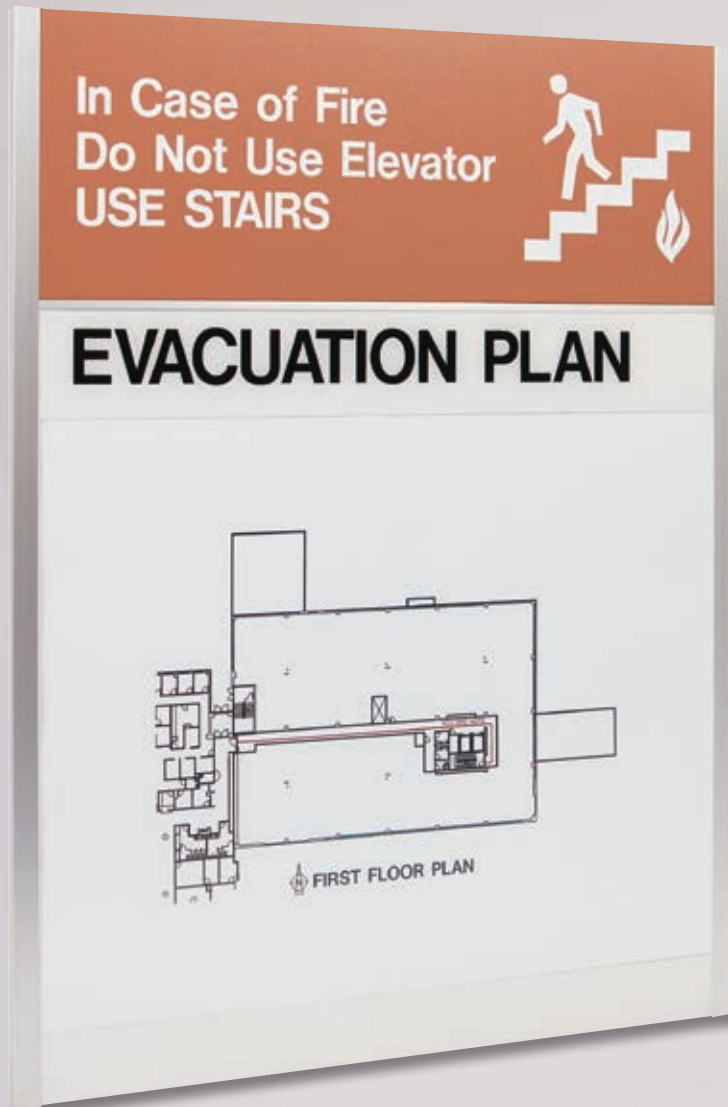 In Case of Fire
Do Not Use Elevator
USE STAIRS
EVACUATION PLAN
N
FIRST FLOOR PLAN